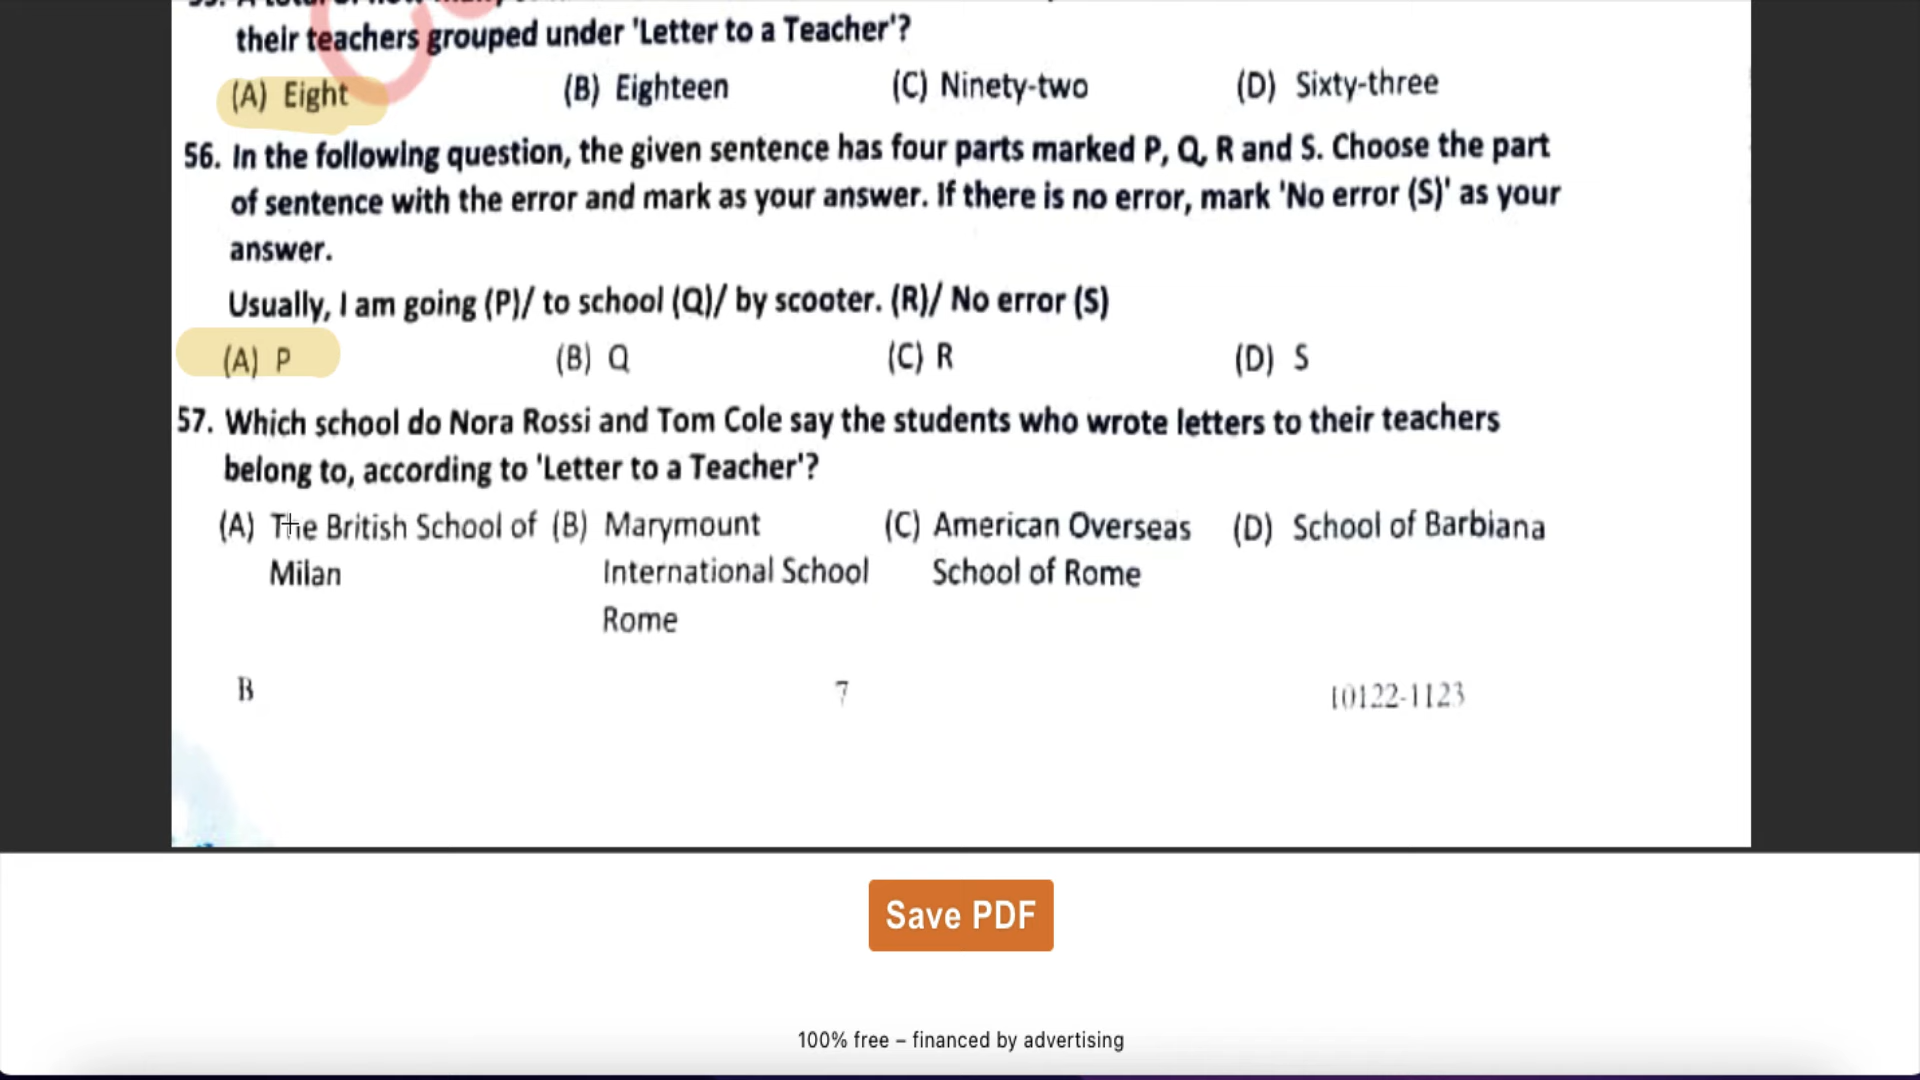 their teachers grouped under 'Letter to a Teacher'?
(A) Eight (B) Eighteen (C) Ninety-two (D) Sixty-three
56. In the following question, the given sentence has four parts marked P, Q, R and S. Choose the part
of sentence with the error and mark as your answer. If there is no error, mark 'No error (S)' as your
answer.
Usually, I am going (P)/ to school (Q)/ by scooter. (R)/ No error (S)
(A) P (B) Q (C) R (D) S
57. Which school do Nora Rossi and Tom Cole say the students who wrote letters to their teachers
belong to, according to 'Letter to a Teacher'?
(A) The British School of (B) Marymount (C) American Overseas (D) School of Barbiana
Milan International School School of Rome
Rome
B 7 10122-1123
Save PDF
100% free – financed by advertising